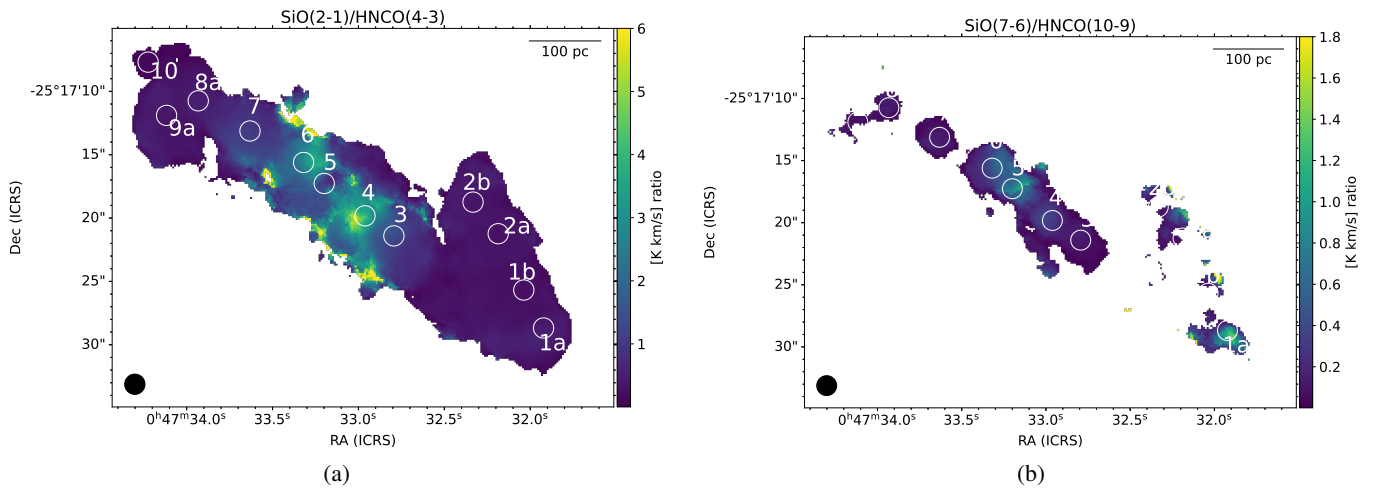 SiO(2-1)/HNCO(4-3)
100 pc
Dec (ICRS)
-25°17'10"
15"
20"
25"
30"
10
8a
9a
7
6
5
4
3
2b
2a
1b
1a
0ʰ47ᵐ34.0ˢ
33.5ˢ
33.0ˢ
32.5ˢ
32.0ˢ
RA (ICRS)
6
5
4
3
2
1
[K km/s] ratio
(a)
SiO(7-6)/HNCO(10-9)
100 pc
Dec (ICRS)
-25°17'10"
15"
20"
25"
30"
5
4
1a
0ʰ47ᵐ34.0ˢ
33.5ˢ
33.0ˢ
32.5ˢ
32.0ˢ
RA (ICRS)
1.8
1.6
1.4
1.2
1.0
0.8
0.6
0.4
0.2
[K km/s] ratio
(b)